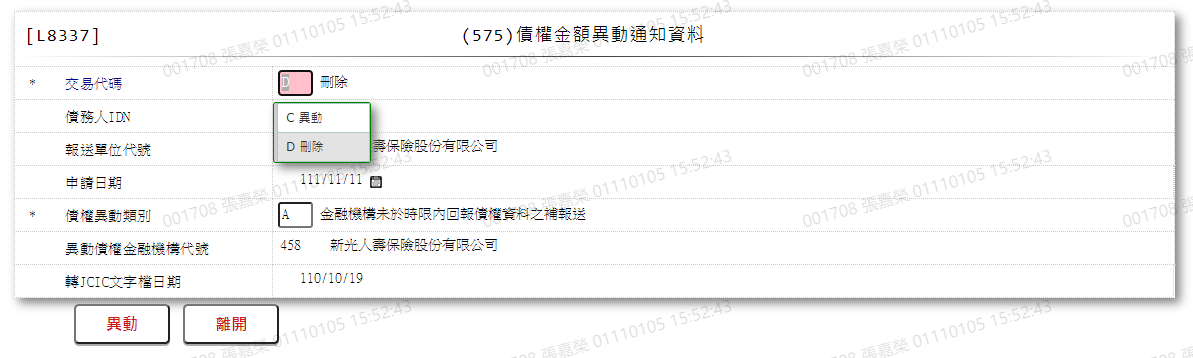 [L8337] (575)債權金額異動通知資料
* 交易代碼 D 刪除
債務人IDN
C 異動
D 刪除
報送單位代號 壽保險股份有限公司
申請日期 111/11/11
* 債權異動類別 A 金融機構未於時限內回報債權資料之補報送
異動債權金融機構代號 458 新光人壽保險股份有限公司
轉JCIC文字檔日期 110/10/19
異動 離開
001708 張嘉榮 01110105 15:52:43